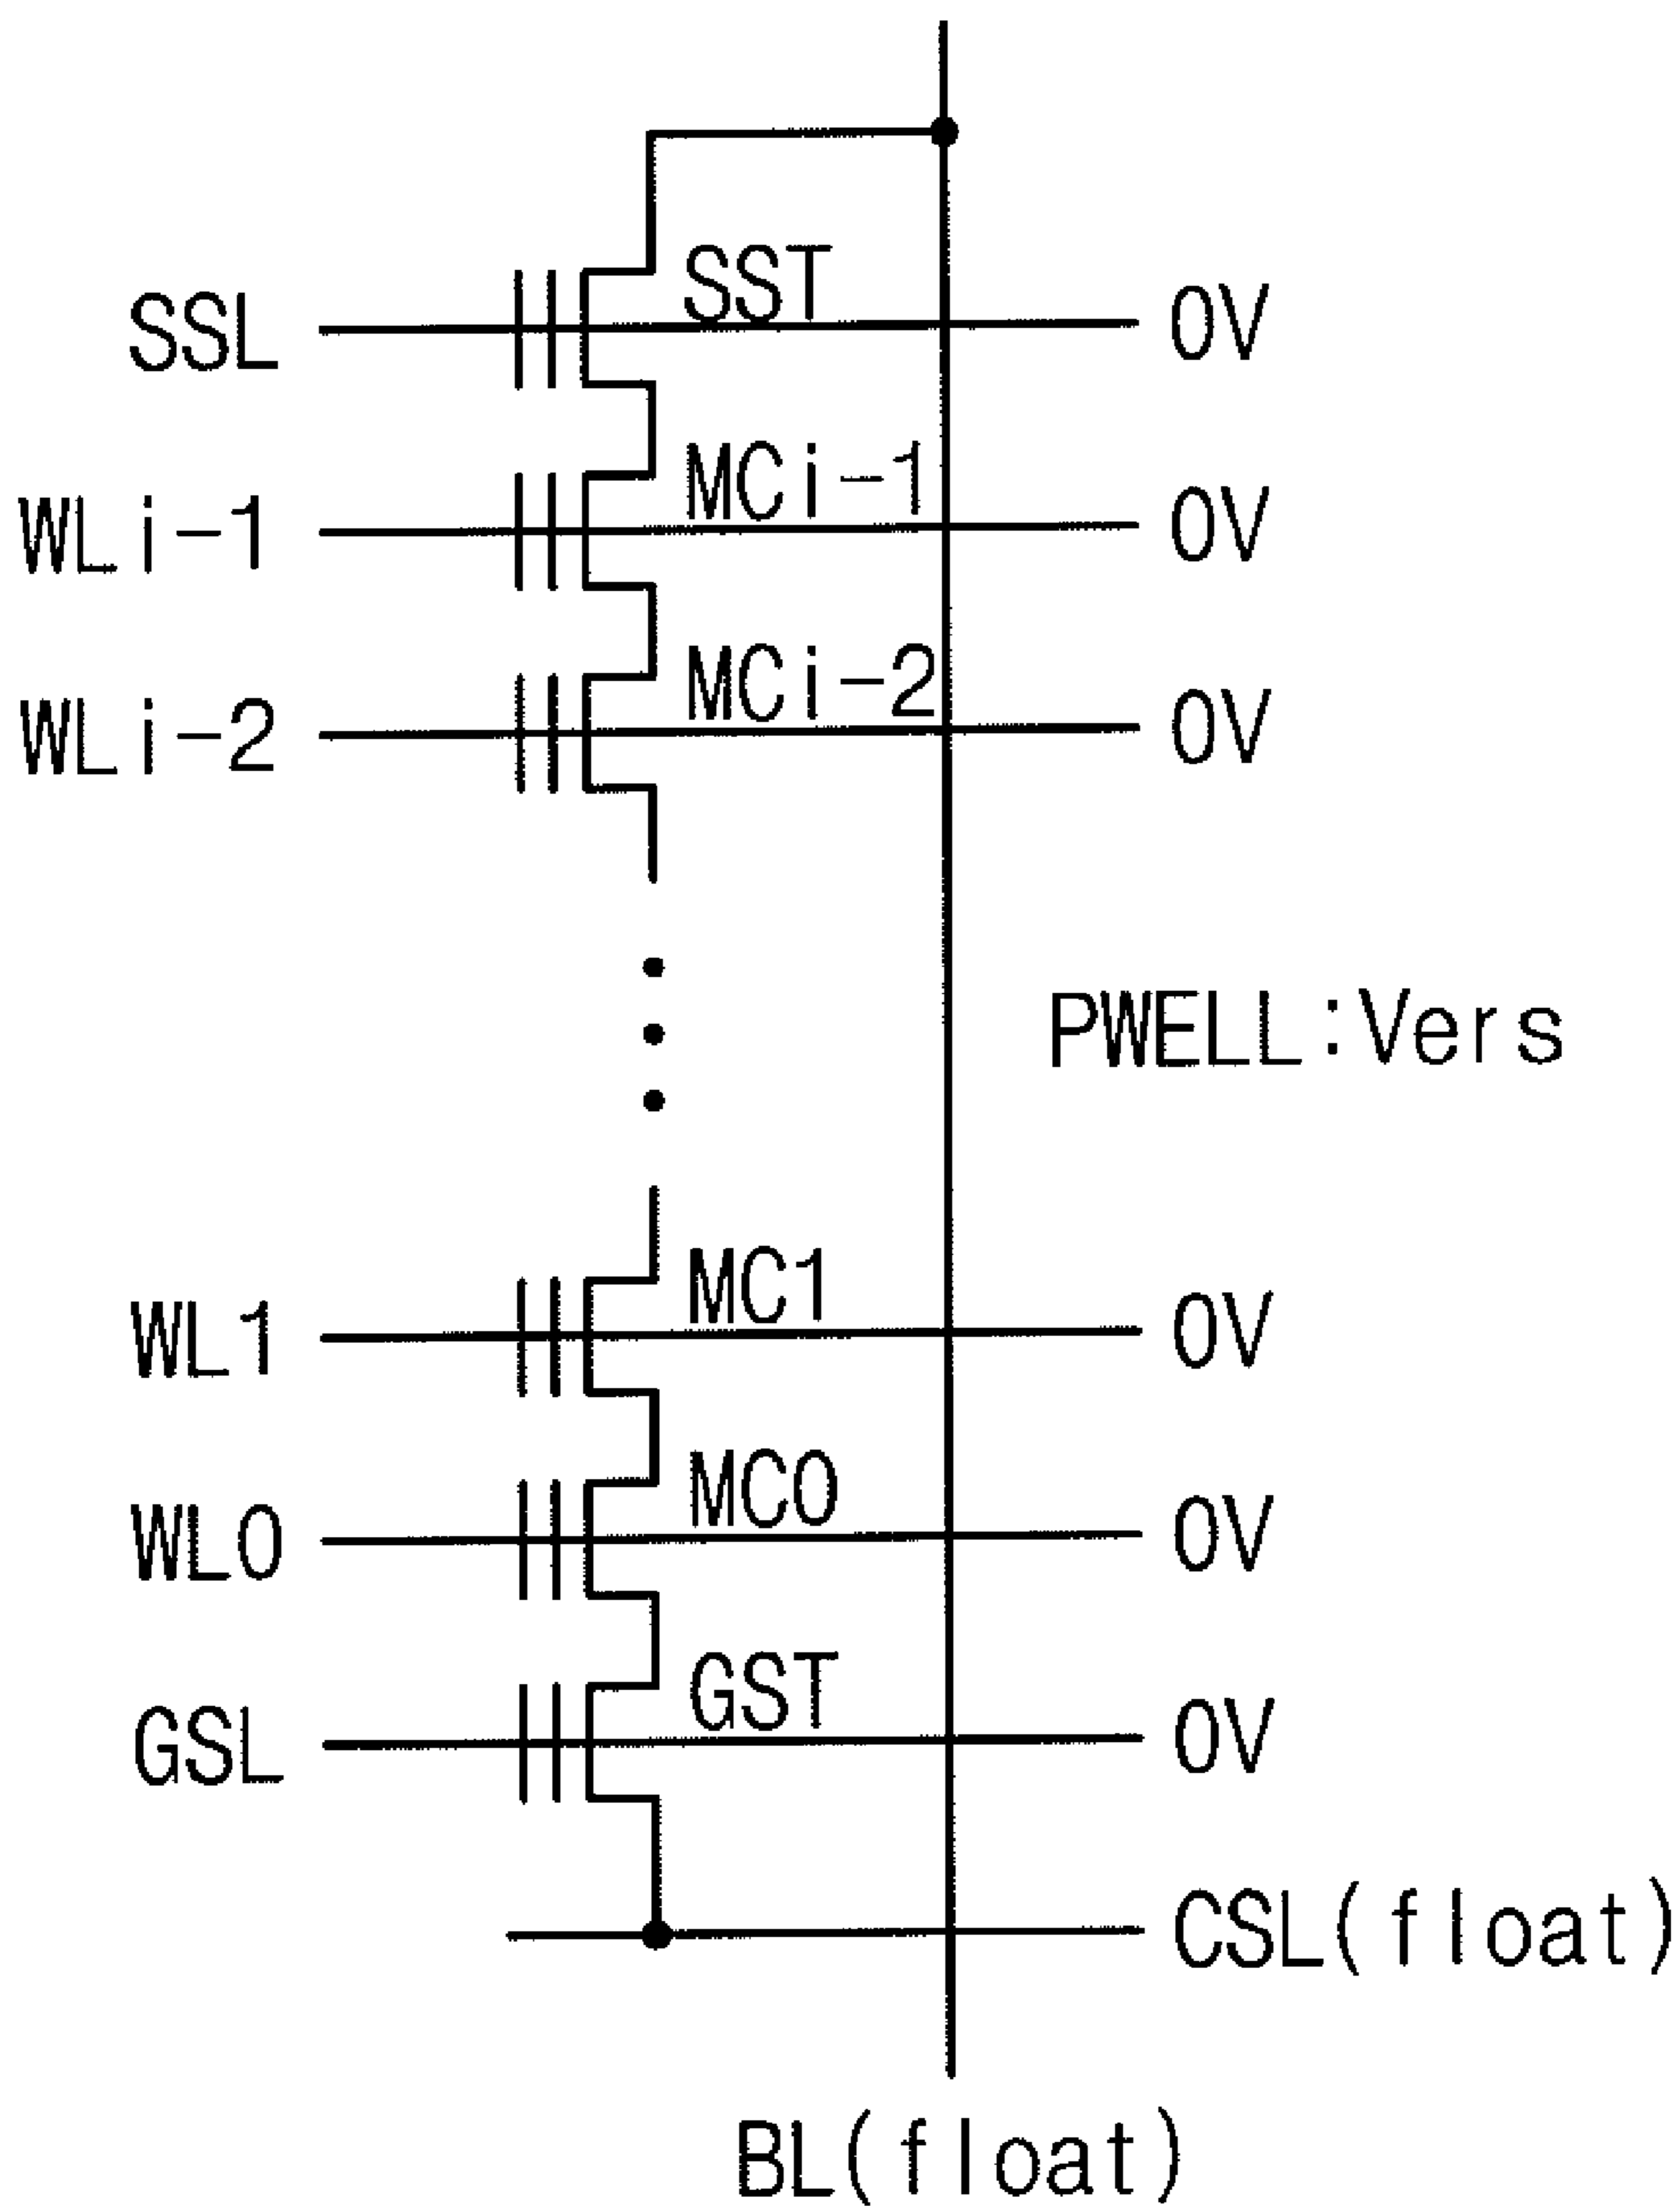 SST
SSL 0V
MCi-1
WLi-1 0V
MCi-2
WLi-2 0V
PWELL:Vers
MC1
WL1 0V
MC0
WL0 0V
GST
GSL 0V
CSL(float)
BL(float)